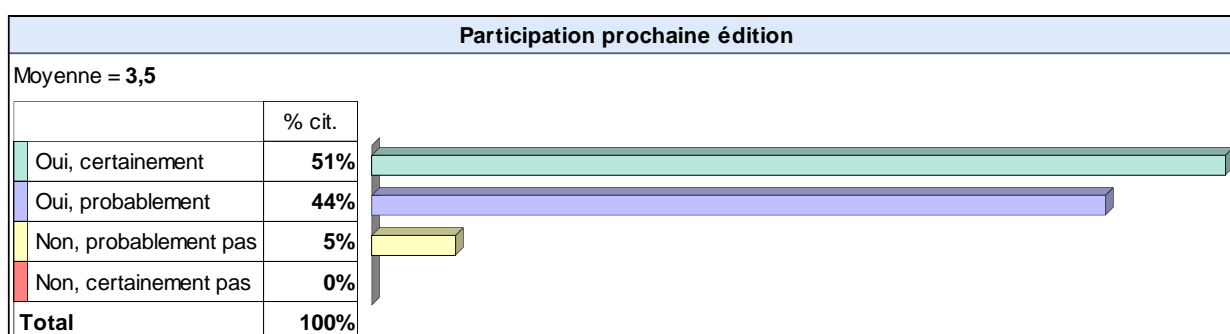 Participation prochaine édition
Moyenne = 3,5
% cit.
Oui, certainement 51%
Oui, probablement 44%
Non, probablement pas 5%
Non, certainement pas 0%
Total 100%